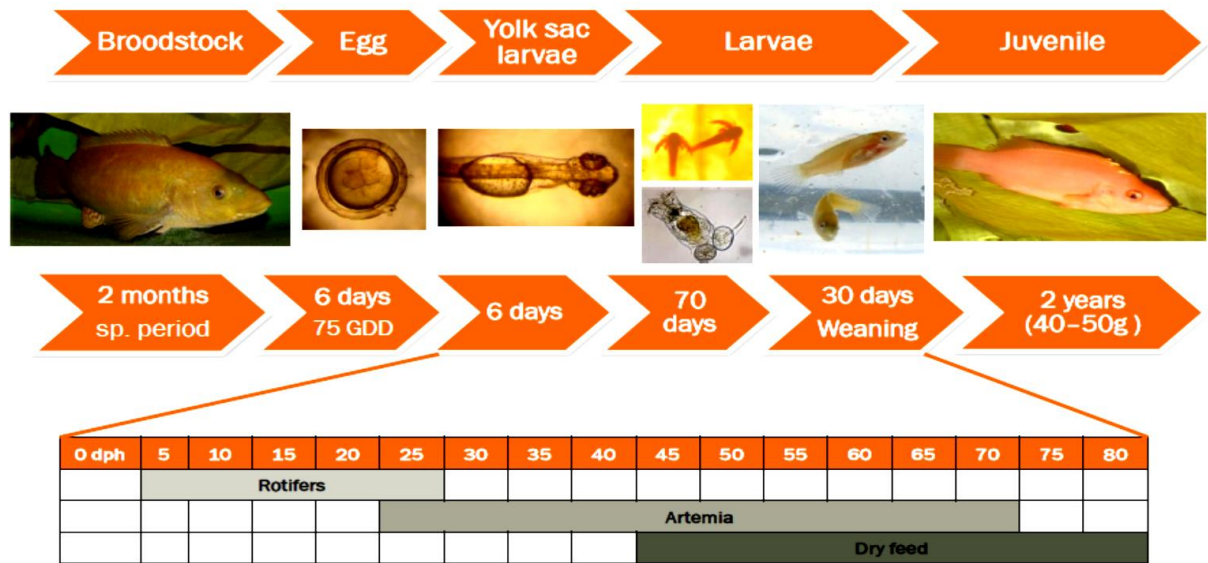 Broodstock
Egg
Yolk sac
larvae
Larvae
Juvenile
2 months
sp. period
6 days
75 GDD
6 days
70
days
30 days
Weaning
2 years
(40–50g )
0 dph 5 10 15 20 25 30 35 40 45 50 55 60 65 70 75 80
Rotifers
Artemia
Dry feed